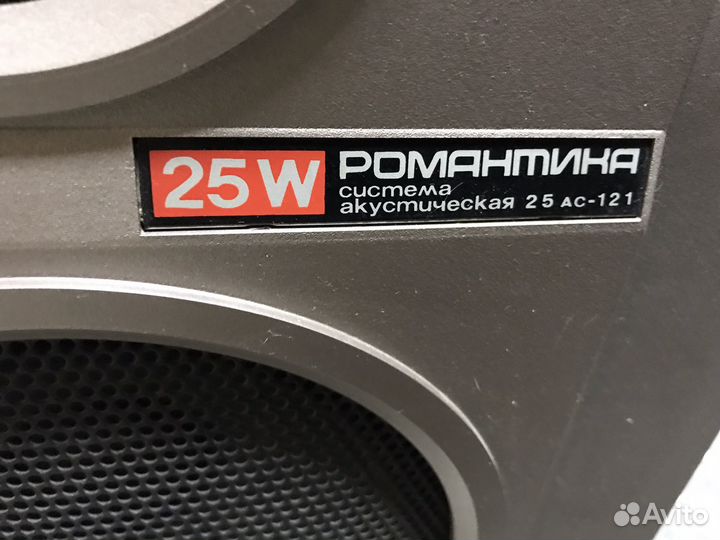 25W
РОМАНТИКА
система
акустическая 25 АС-121
Avito